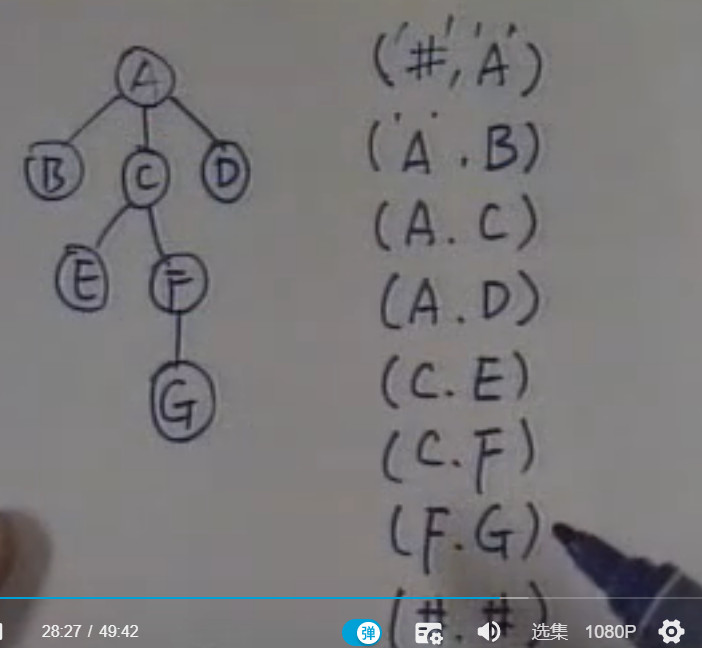 A
B
C
D
E
F
G
('#','A')
('A'.B)
(A.C)
(A.D)
(C.E)
(C.F)
(F.G)
(#.#)
28:27 / 49:42
弹
选集
1080P